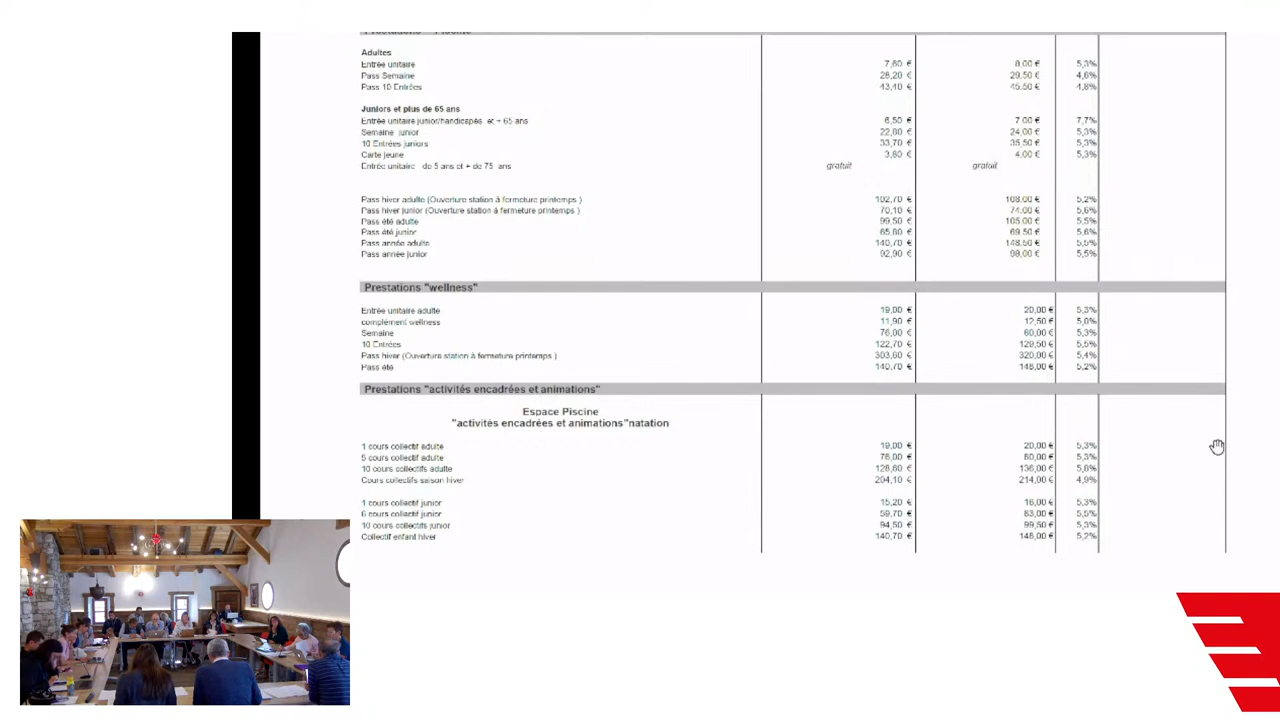 Adultes
Entrée unitaire 7,60 € 8,00 € 5,3%
Pass Semaine 28,20 € 29,50 € 4,6%
Pass 10 Entrées 43,40 € 45,50 € 4,8%
Juniors et plus de 65 ans
Entrée unitaire junior/handicapés et + 65 ans 6,50 € 7,00 € 7,7%
Semaine junior 22,80 € 24,00 € 5,3%
10 Entrées juniors 33,70 € 35,50 € 5,3%
Carte jeune 3,80 € 4,00 € 5,3%
Entrée unitaire de 5 ans et + de 75 ans gratuit gratuit
Pass hiver adulte (Ouverture station à fermeture printemps ) 102,70 € 108,00 € 5,2%
Pass hiver junior (Ouverture station à fermeture printemps ) 70,10 € 74,00 € 5,6%
Pass été adulte 99,50 € 105,00 € 5,5%
Pass été junior 65,80 € 69,50 € 5,6%
Pass année adulte 140,70 € 148,50 € 5,5%
Pass année junior 92,90 € 98,00 € 5,5%
Prestations "wellness"
Entrée unitaire adulte 19,00 € 20,00 € 5,3%
complément wellness 11,90 € 12,50 € 5,0%
Semaine 76,00 € 80,00 € 5,3%
10 Entrées 122,70 € 129,50 € 5,5%
Pass hiver (Ouverture station à fermeture printemps ) 303,60 € 320,00 € 5,4%
Pass été 140,70 € 148,00 € 5,2%
Prestations "activités encadrées et animations"
Espace Piscine
"activités encadrées et animations"natation
1 cours collectif adulte 19,00 € 20,00 € 5,3%
5 cours collectif adulte 76,00 € 80,00 € 5,3%
10 cours collectifs adulte 128,60 € 136,00 € 5,8%
Cours collectifs saison hiver 204,10 € 214,00 € 4,9%
1 cours collectif junior 15,20 € 16,00 € 5,3%
6 cours collectif junior 59,70 € 63,00 € 5,5%
10 cours collectifs junior 94,50 € 99,50 € 5,3%
Collectif enfant hiver 140,70 € 148,00 € 5,2%